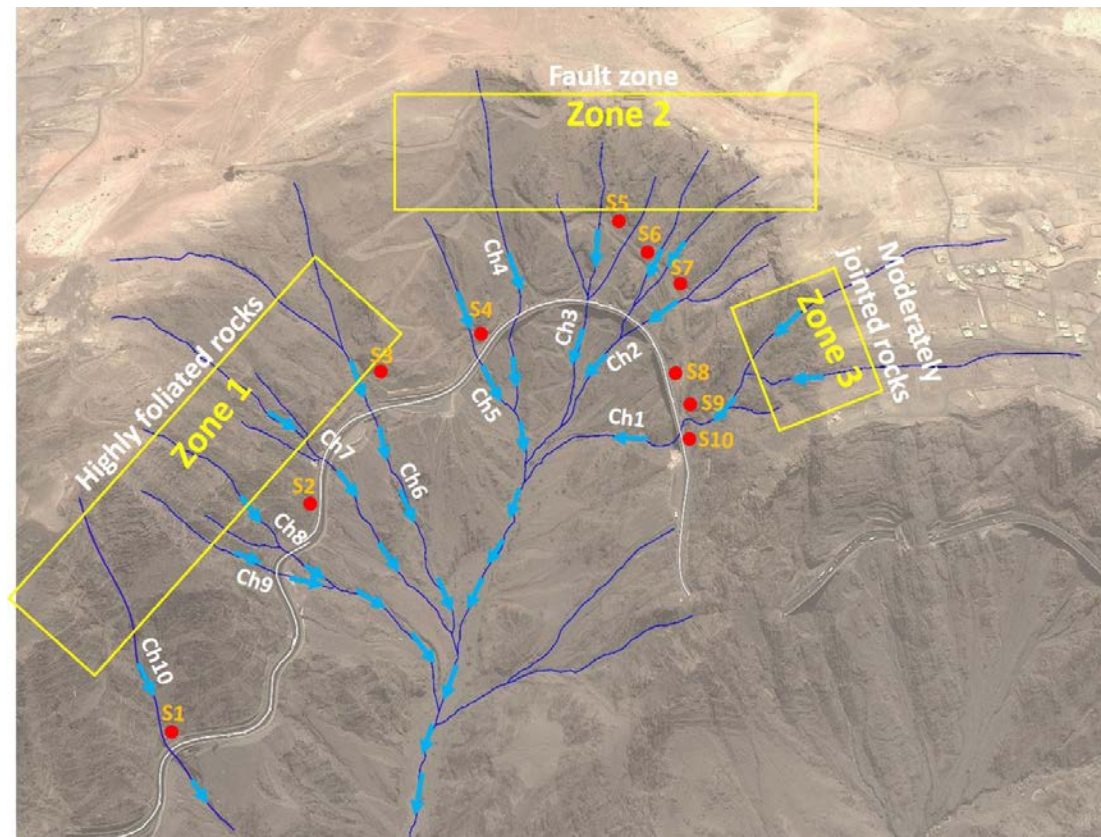 Fault zone
Zone 2
S5
S6
S7
Ch4
S4
Ch3
Ch2
Moderately
jointed rocks
Zone 3
Highly foliated rocks
Zone 1
S3
Ch5
S8
S9
S10
Ch1
Ch7
Ch6
S2
Ch8
Ch9
Ch10
S1